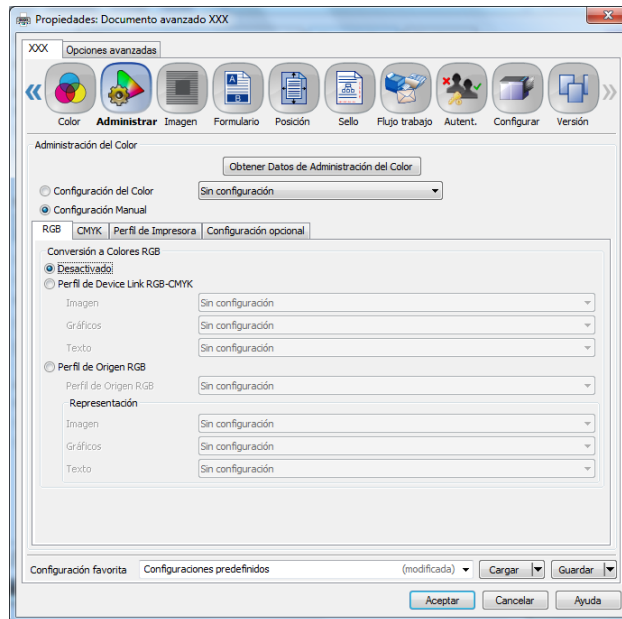 Propiedades: Documento avanzado XXX
XXX Opciones avanzadas
Color Administrar Imagen Formulario Posición Sello Flujo trabajo Autent. Configurar Versión
Administración del Color
Obtener Datos de Administración del Color
Configuración del Color Sin configuración
Configuración Manual
RGB CMYK Perfil de Impresora Configuración opcional
Conversión a Colores RGB
Desactivado
Perfil de Device Link RGB-CMYK
Imagen Sin configuración
Gráficos Sin configuración
Texto Sin configuración
Perfil de Origen RGB
Perfil de Origen RGB Sin configuración
Representación
Imagen Sin configuración
Gráficos Sin configuración
Texto Sin configuración
Configuración favorita Configuraciones predefinidos (modificada) Cargar Guardar
Aceptar Cancelar Ayuda